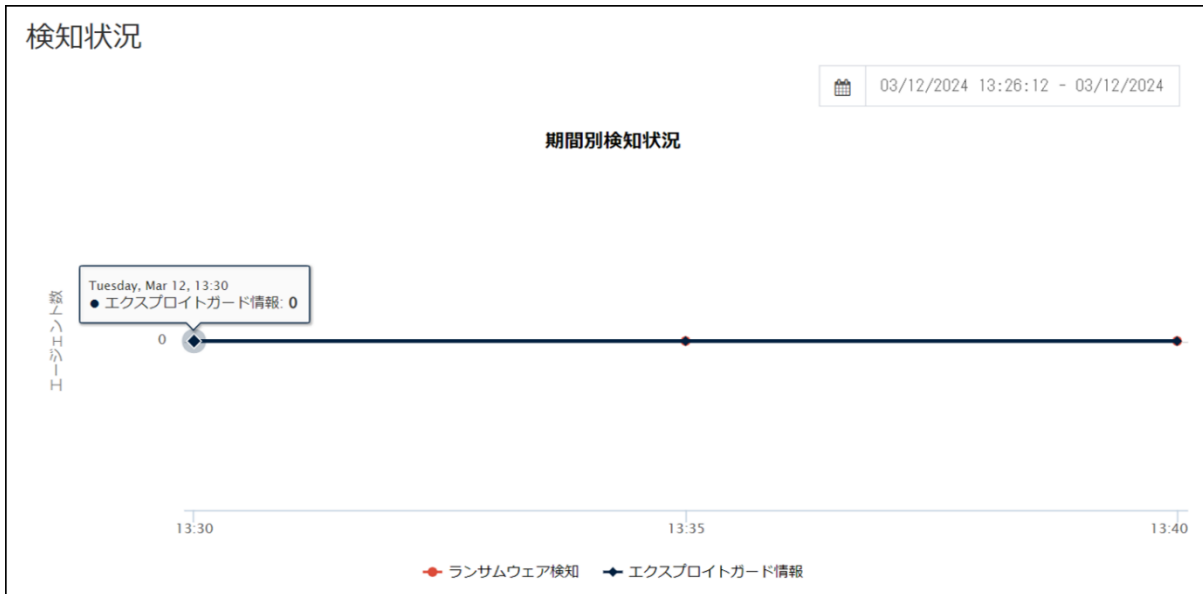 検知状況
03/12/2024 13:26:12 - 03/12/2024
期間別検知状況
Tuesday, Mar 12, 13:30
● エクスプロイトガード情報: 0
エージェント数
0
13:30
13:35
13:40
ランサムウェア検知
エクスプロイトガード情報